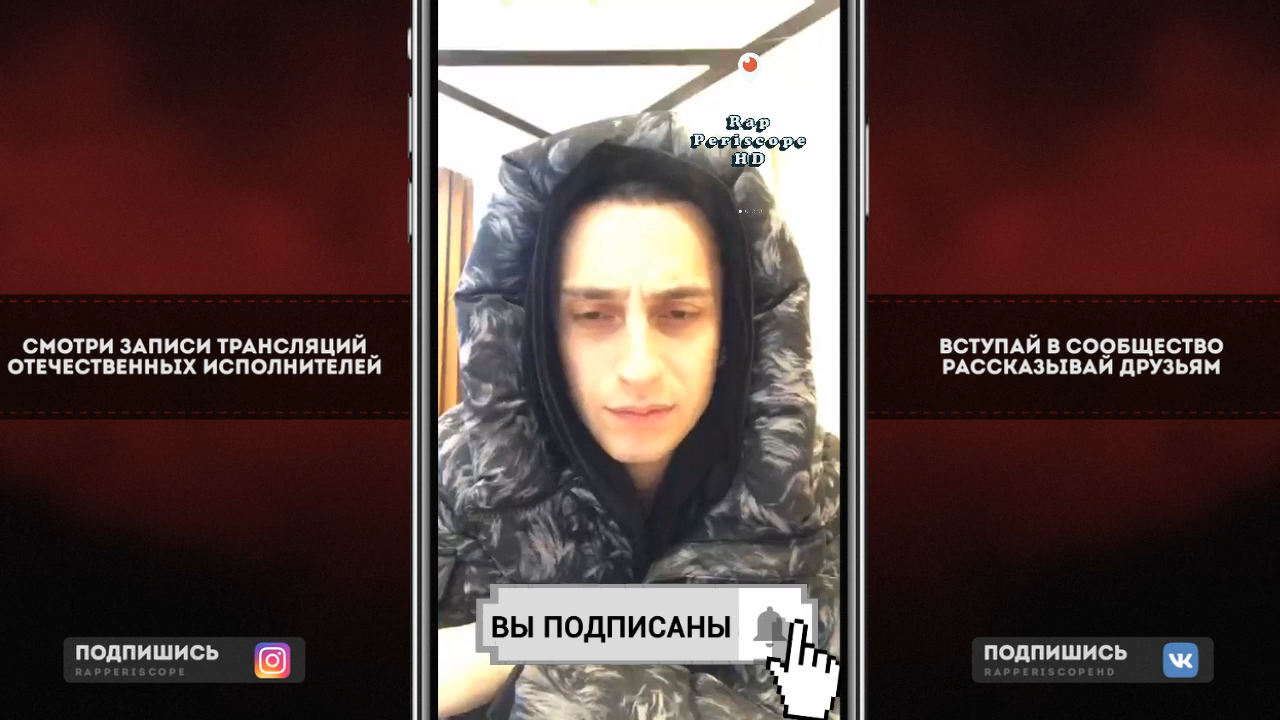 Rap
Periscope
HD
СМОТРИ ЗАПИСИ ТРАНСЛЯЦИЙ
ОТЕЧЕСТВЕННЫХ ИСПОЛНИТЕЛЕЙ
ВСТУПАЙ В СООБЩЕСТВО
РАССКАЗЫВАЙ ДРУЗЬЯМ
ВЫ ПОДПИСАНЫ
ПОДПИШИСЬ
RAPPERISCOPE
ПОДПИШИСЬ
RAPPERISCOPEHD